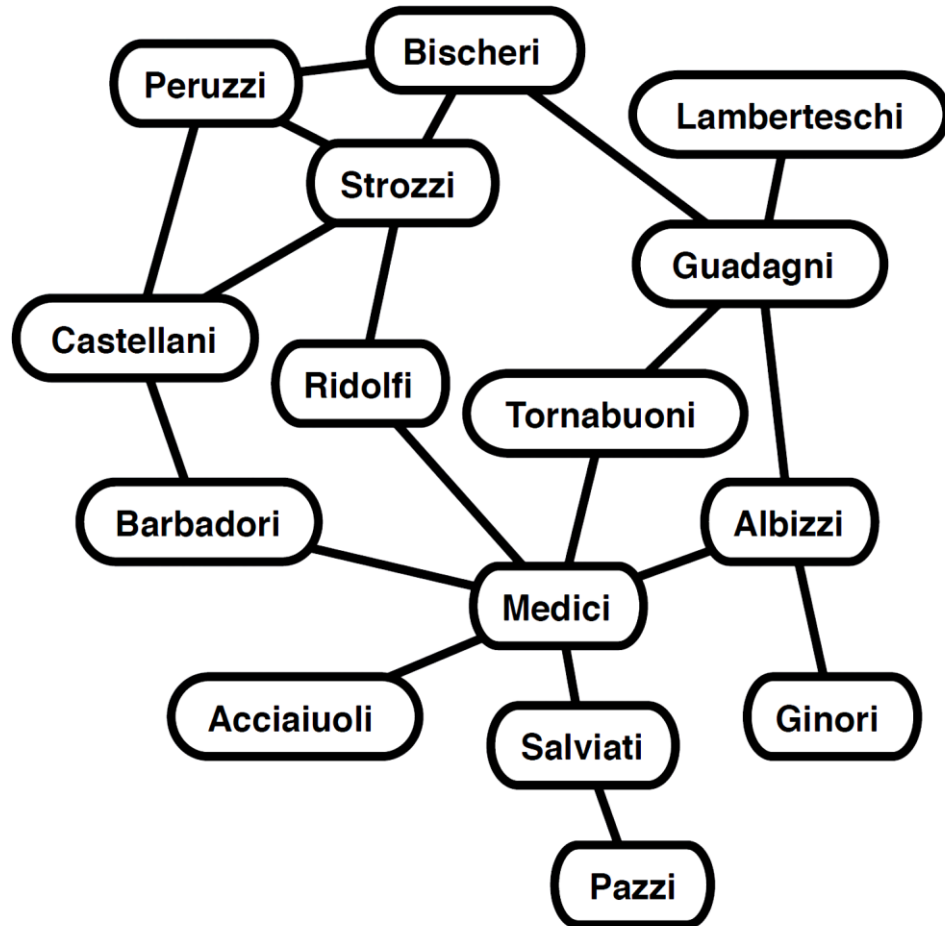 Bischeri
Peruzzi
Lamberteschi
Strozzi
Guadagni
Castellani
Ridolfi
Tornabuoni
Barbadori
Albizzi
Medici
Acciaiuoli
Ginori
Salviati
Pazzi